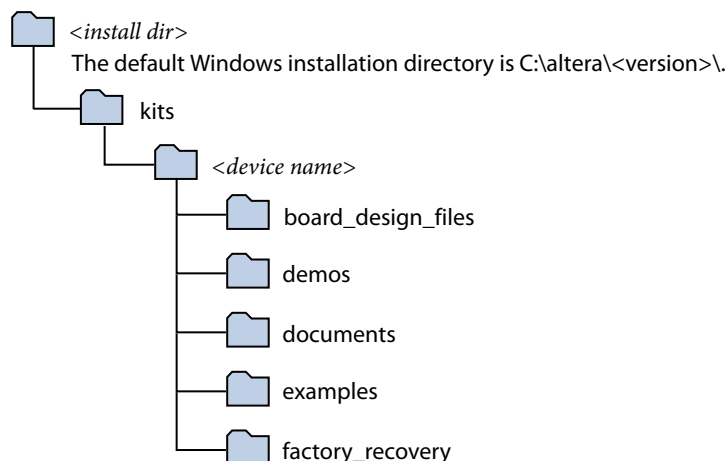 <install dir>
The default Windows installation directory is C:\altera\<version>\.
kits
<device name>
board_design_files
demos
documents
examples
factory_recovery